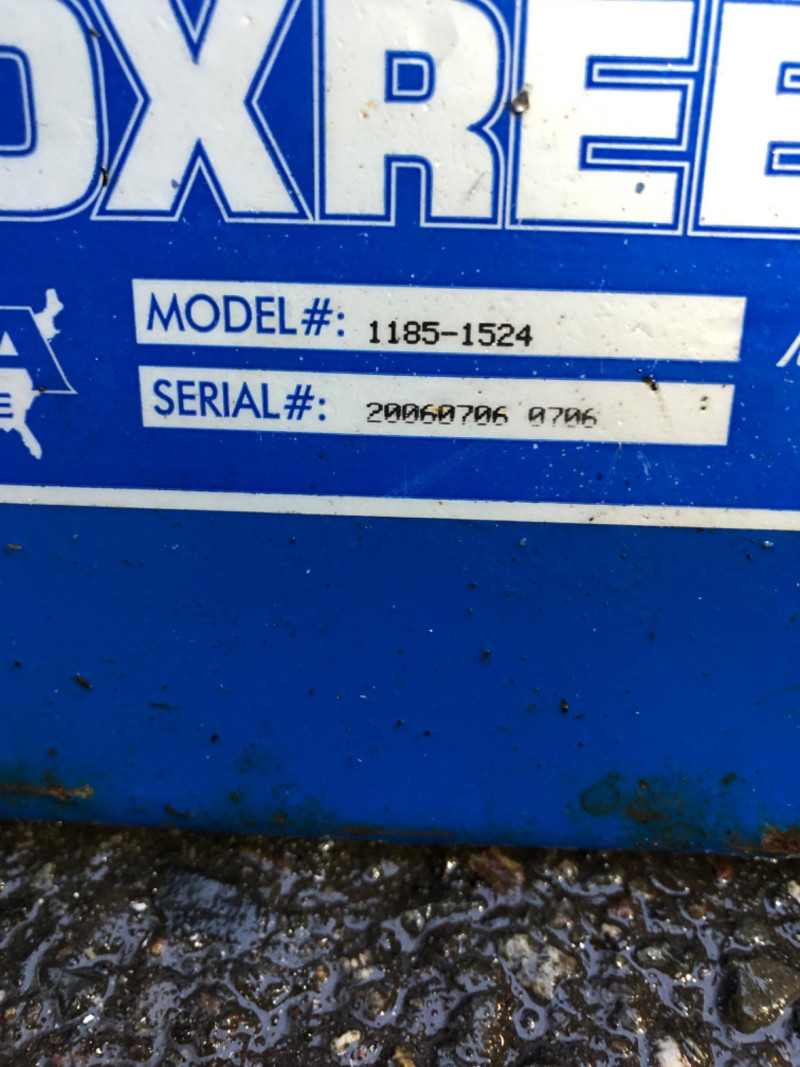 OXREE
MODEL#: 1185-1524
A
SERIAL#: 20060706 0706
E